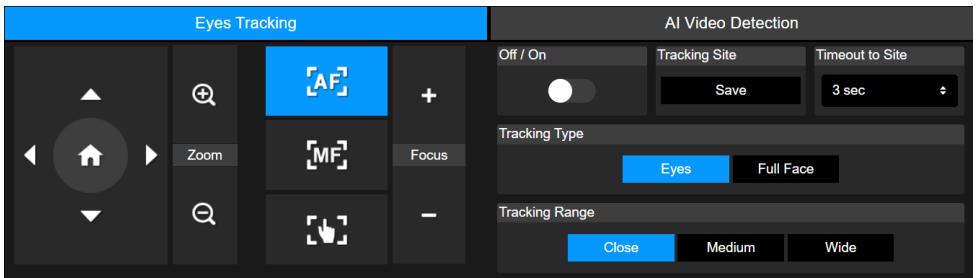 Eyes Tracking
AI Video Detection
Off / On
Tracking Site
Timeout to Site
AF
Save
3 sec
Tracking Type
MF
Zoom
Focus
Eyes
Full Face
Tracking Range
Close
Medium
Wide